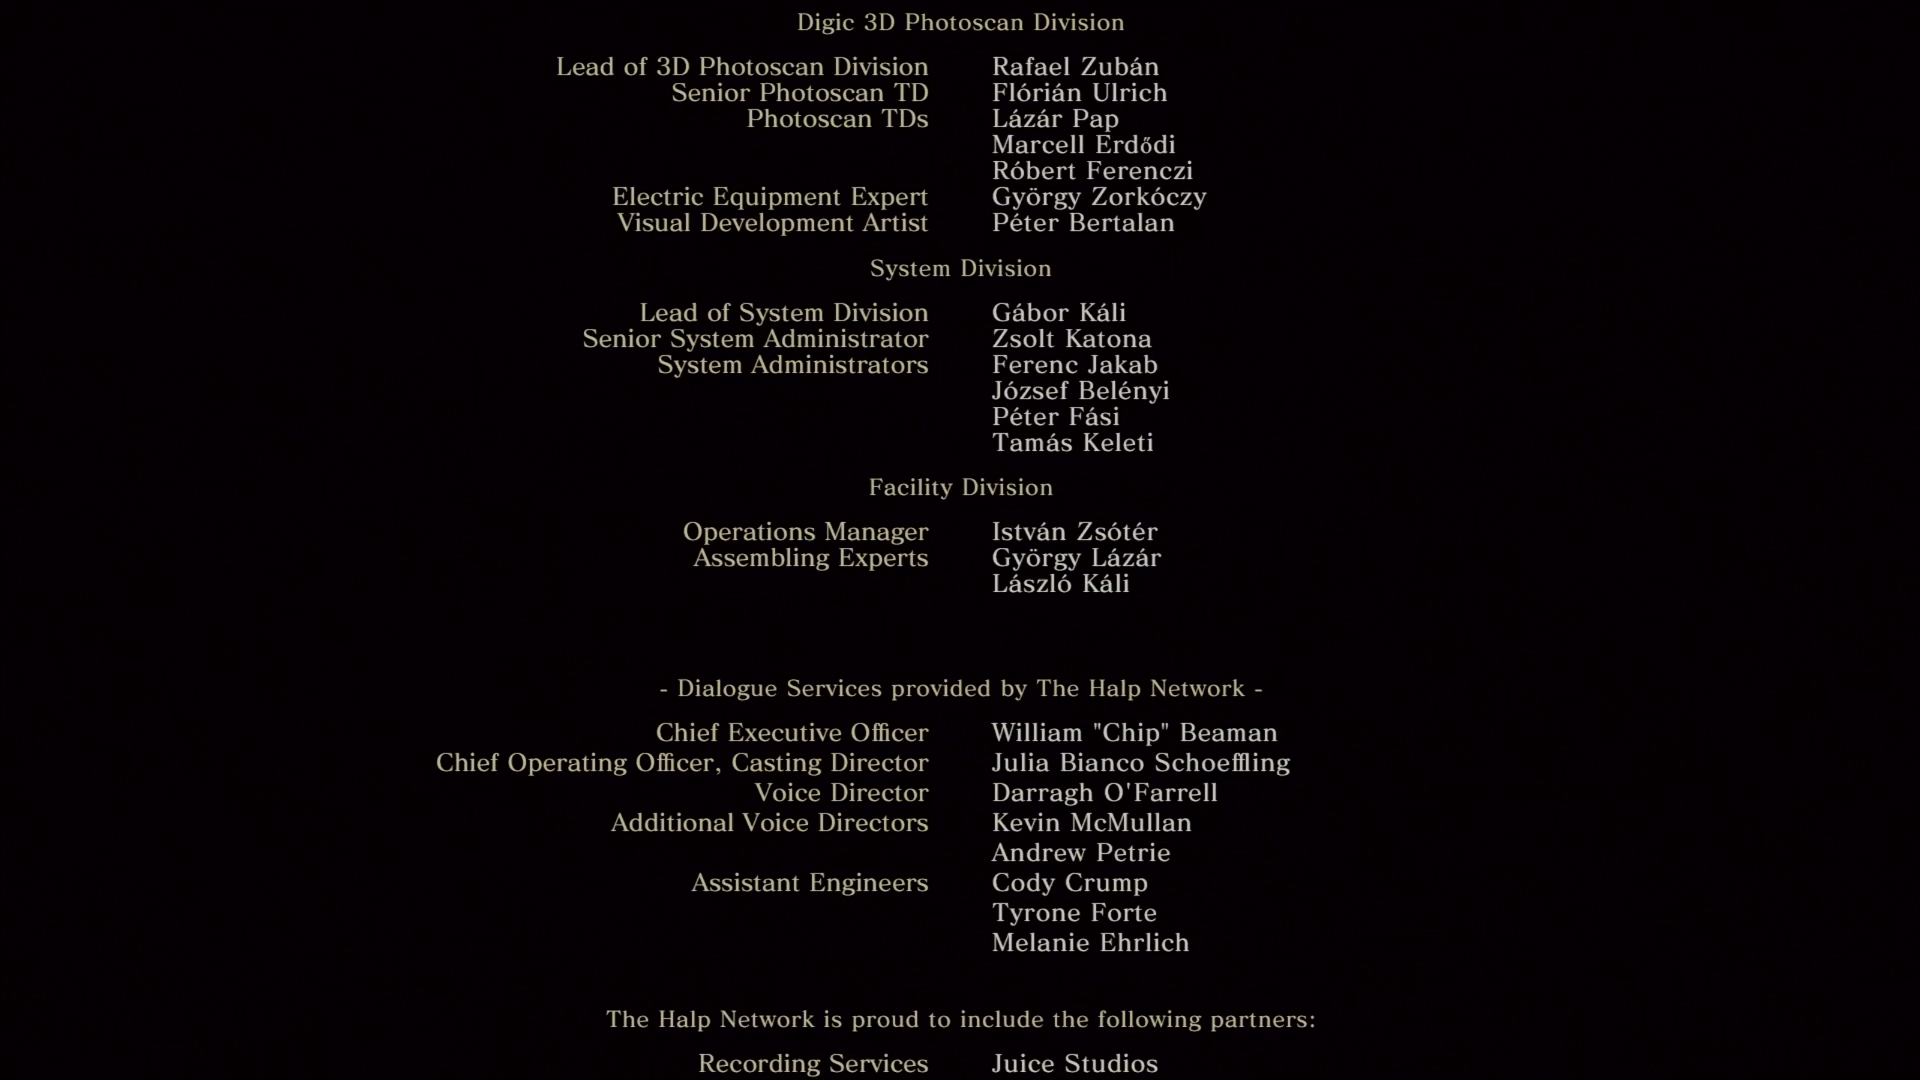 Digic 3D Photoscan Division
Lead of 3D Photoscan Division Rafael Zubán
Senior Photoscan TD Flórián Ulrich
Photoscan TDs Lázár Pap
Marcell Erdődi
Róbert Ferenczi
Electric Equipment Expert György Zorkóczy
Visual Development Artist Péter Bertalan
System Division
Lead of System Division Gábor Káli
Senior System Administrator Zsolt Katona
System Administrators Ferenc Jakab
József Belényi
Péter Fási
Tamás Keleti
Facility Division
Operations Manager István Zsótér
Assembling Experts György Lázár
László Káli
- Dialogue Services provided by The Halp Network -
Chief Executive Officer William "Chip" Beaman
Chief Operating Officer, Casting Director Julia Bianco Schoeffling
Voice Director Darragh O'Farrell
Additional Voice Directors Kevin McMullan
Andrew Petrie
Assistant Engineers Cody Crump
Tyrone Forte
Melanie Ehrlich
The Halp Network is proud to include the following partners:
Recording Services Juice Studios